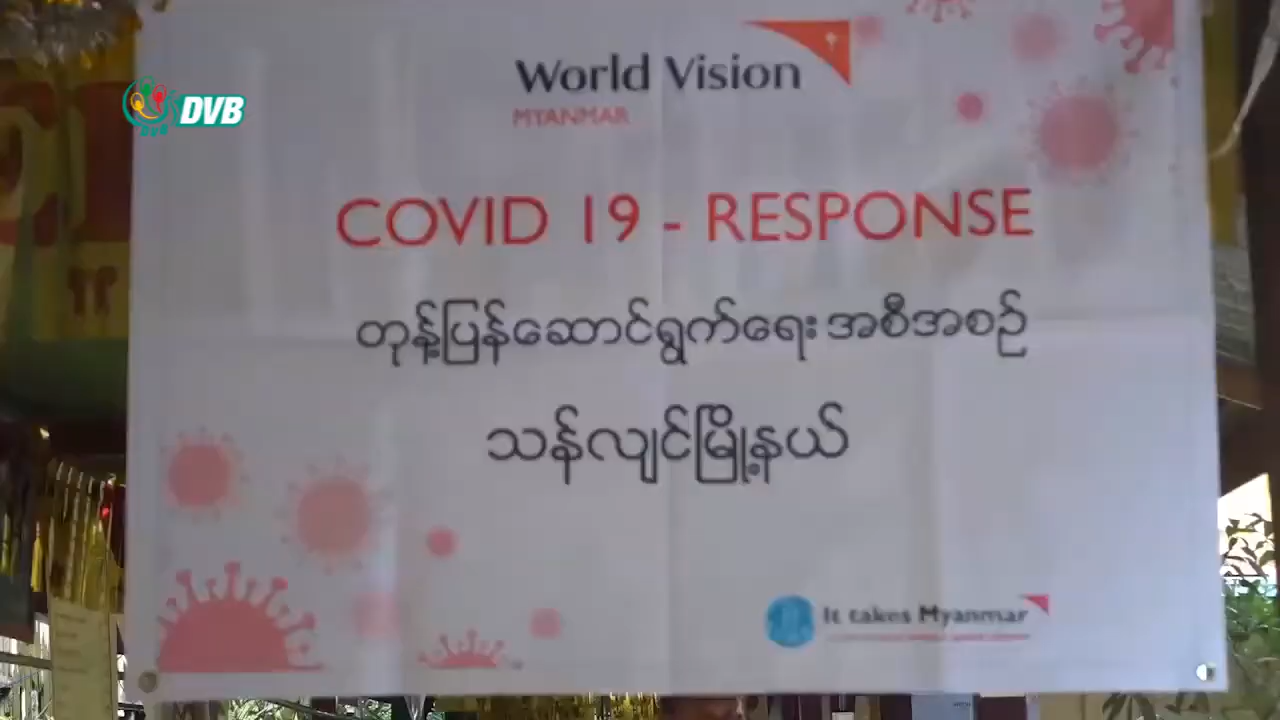 DVB
World Vision
MYANMAR
COVID 19 - RESPONSE
တုန့်ပြန်ဆောင်ရွက်ရေး အစီအစဉ်
သန်လျင်မြို့နယ်
It takes Myanmar